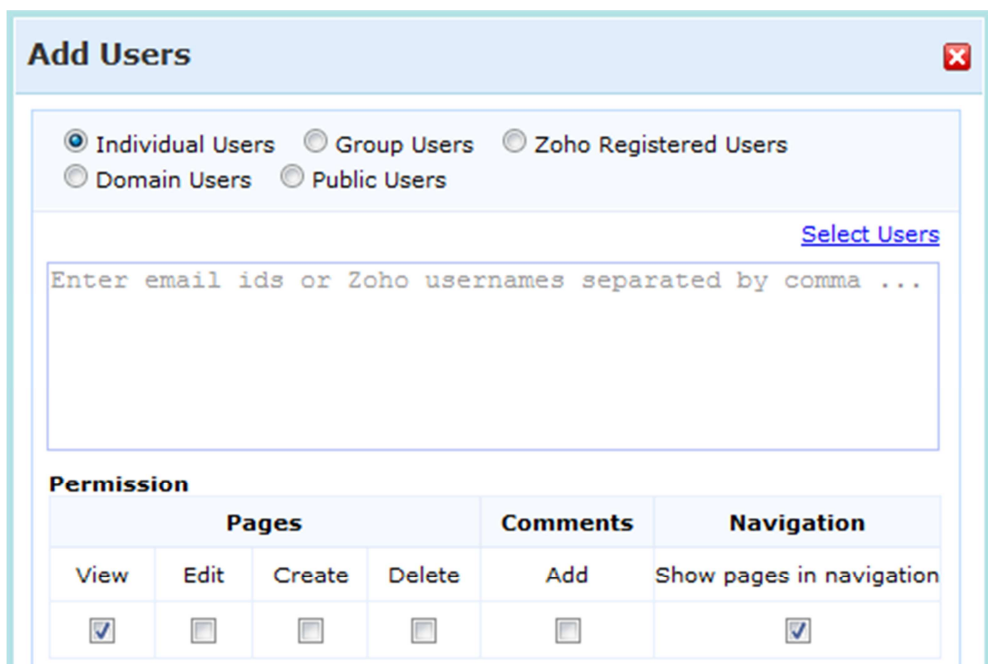 Add Users
Individual Users Group Users Zoho Registered Users
Domain Users Public Users
Select Users
Enter email ids or Zoho usernames separated by comma ...
Permission
Pages Comments Navigation
View Edit Create Delete Add Show pages in navigation